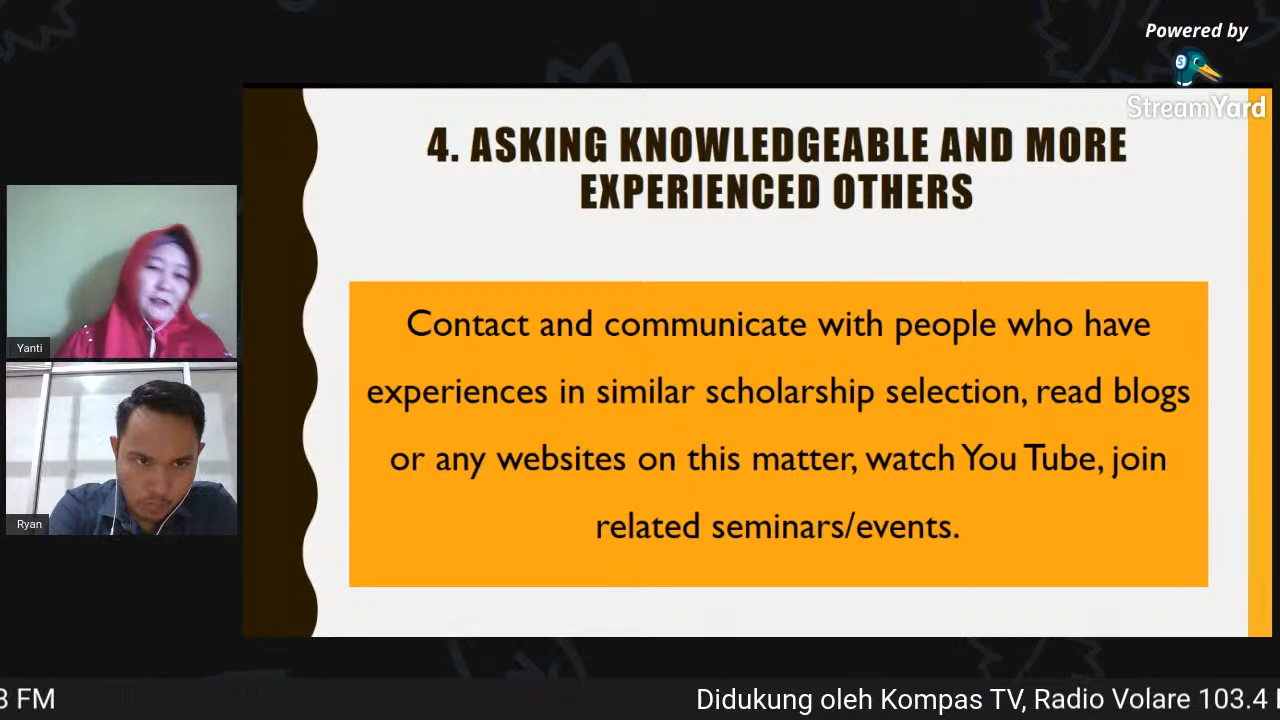 Powered by
StreamYard
4. ASKING KNOWLEDGEABLE AND MORE
EXPERIENCED OTHERS
Contact and communicate with people who have
experiences in similar scholarship selection, read blogs
or any websites on this matter, watch You Tube, join
related seminars/events.
Yanti
Ryan
FM
Didukung oleh Kompas TV, Radio Volare 103.4